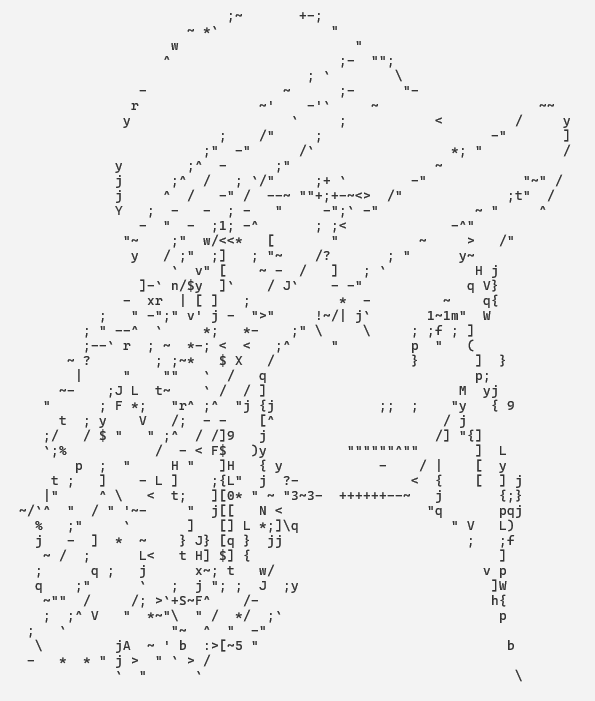 ;~ +-;
~ *` "
w "
^ ;- "";
; ` \
- ~ ;- "-
r ~' -'` ~ ~~
y ` ; < / y
; /" ; -" ]
;" -" /` *; " /
y ;^ - ;" ~
j ;^ / ; `/" ;+ ` -" "~" /
j ^ / -" / --~ ""+;+-~<> /" ;t" /
Y ; - - ; - " -";` -" ~ " ^
- " - ;1; -^ ; ;< -^"
"~ ;" w/<<* [ " ~ > /"
y / ;" ;] ; "~ /? ; " y~
` v" [ ~ - / ] ; ` H j
]-` n/$y ]` / J` - -" q V}
- xr | [ ] ; * - ~ q{
; " -";" v' j - ">" !~/| j` 1~1m" W
; " --^ ` *; *- ;" \ \ ; ;f ; ]
;--` r ; ~ *-; < < ;^ " p " (
~ ? ; ;~* $ X / } ] }
| " "" ` / q p;
~- ;J L t~ ` / / ] M yj
" ; F *; "r^ ;^ "j {j ;; ; "y { 9
t ; y V /; - - [^ / j
;/ / $ " " ;^ / /]9 j /] "{]
`;% / - < F$ )y """"""^"" ] L
p ; " H " ]H { y - / | [ y
t ; ] - L ] ;{L" j ?- < { [ ] j
|" ^ \ < t; ][0* " ~ "3~3- ++++++--~ j {;}
~/`^ " / " '~- " j[[ N < "q pqj
% ;" ` ] [] L *;]\q " V L)
j - ] * ~ } J} [q } jj ; ;f
~ / ; L< t H] $] { ]
; q ; j x~; t w/ v p
q ;" ` ; j "; ; J ;y ]W
~"" / /; >`+S~F^ /- h{
; ;^ V " *~"\ " / */ ;` p
; ` "~ ^ " -"
\ jA ~ ' b :>[~5 " b
- * * " j > " ` > /
` " ` \